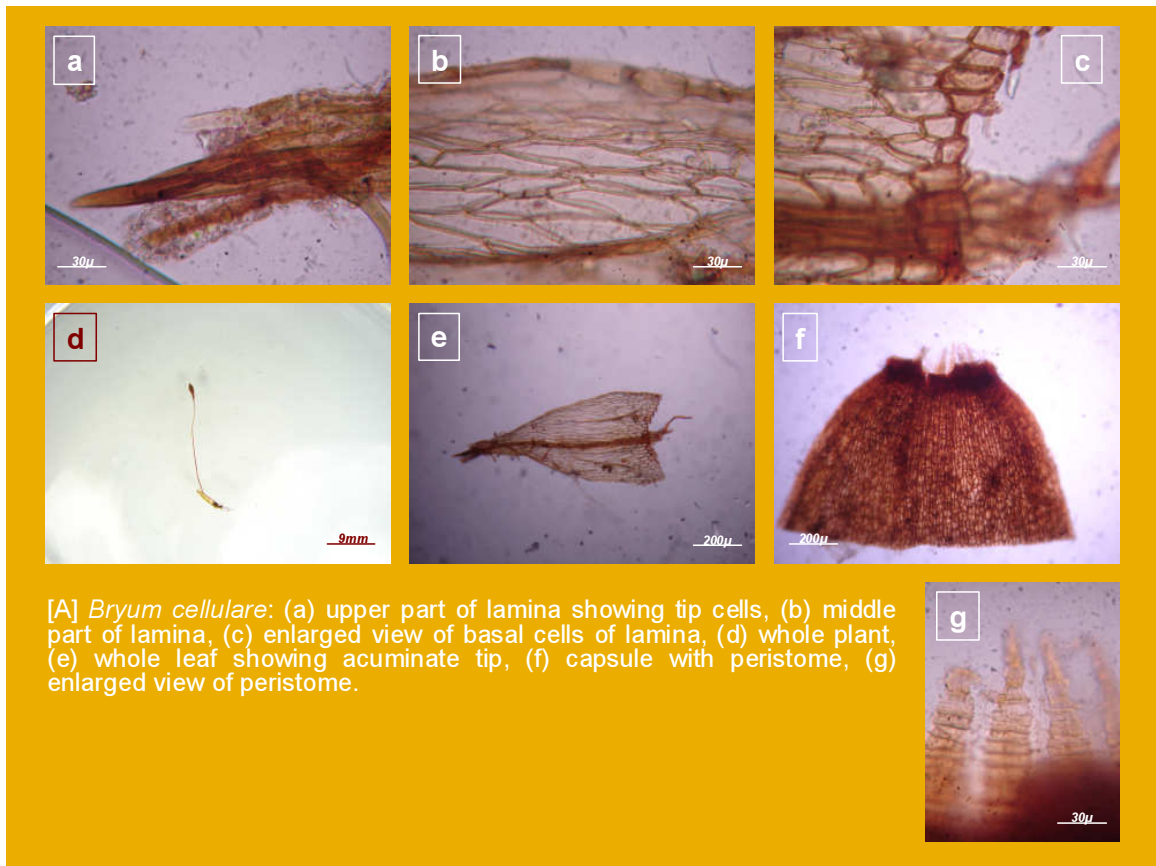 a
b
c
30µ
30µ
30µ
d
e
f
9mm
200µ
200µ
[A] Bryum cellulare: (a) upper part of lamina showing tip cells, (b) middle
part of lamina, (c) enlarged view of basal cells of lamina, (d) whole plant,
(e) whole leaf showing acuminate tip, (f) capsule with peristome, (g)
enlarged view of peristome.
g
30µ